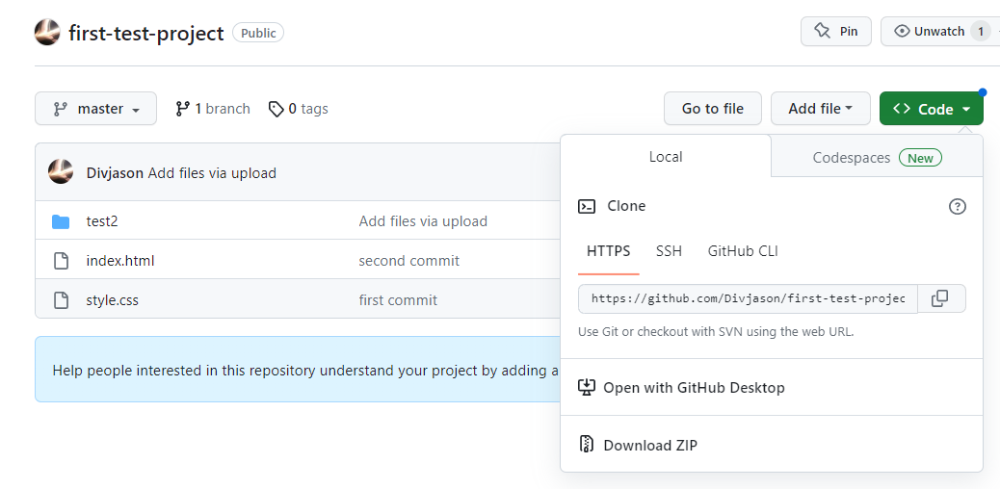 first-test-project Public Pin Unwatch 1
master 1 branch 0 tags Go to file Add file <> Code
Divjason Add files via upload
test2 Add files via upload
index.html second commit
style.css first commit
Help people interested in this repository understand your project by adding a
Local Codespaces New
Clone
HTTPS SSH GitHub CLI
https://github.com/Divjason/first-test-projec
Use Git or checkout with SVN using the web URL.
Open with GitHub Desktop
Download ZIP